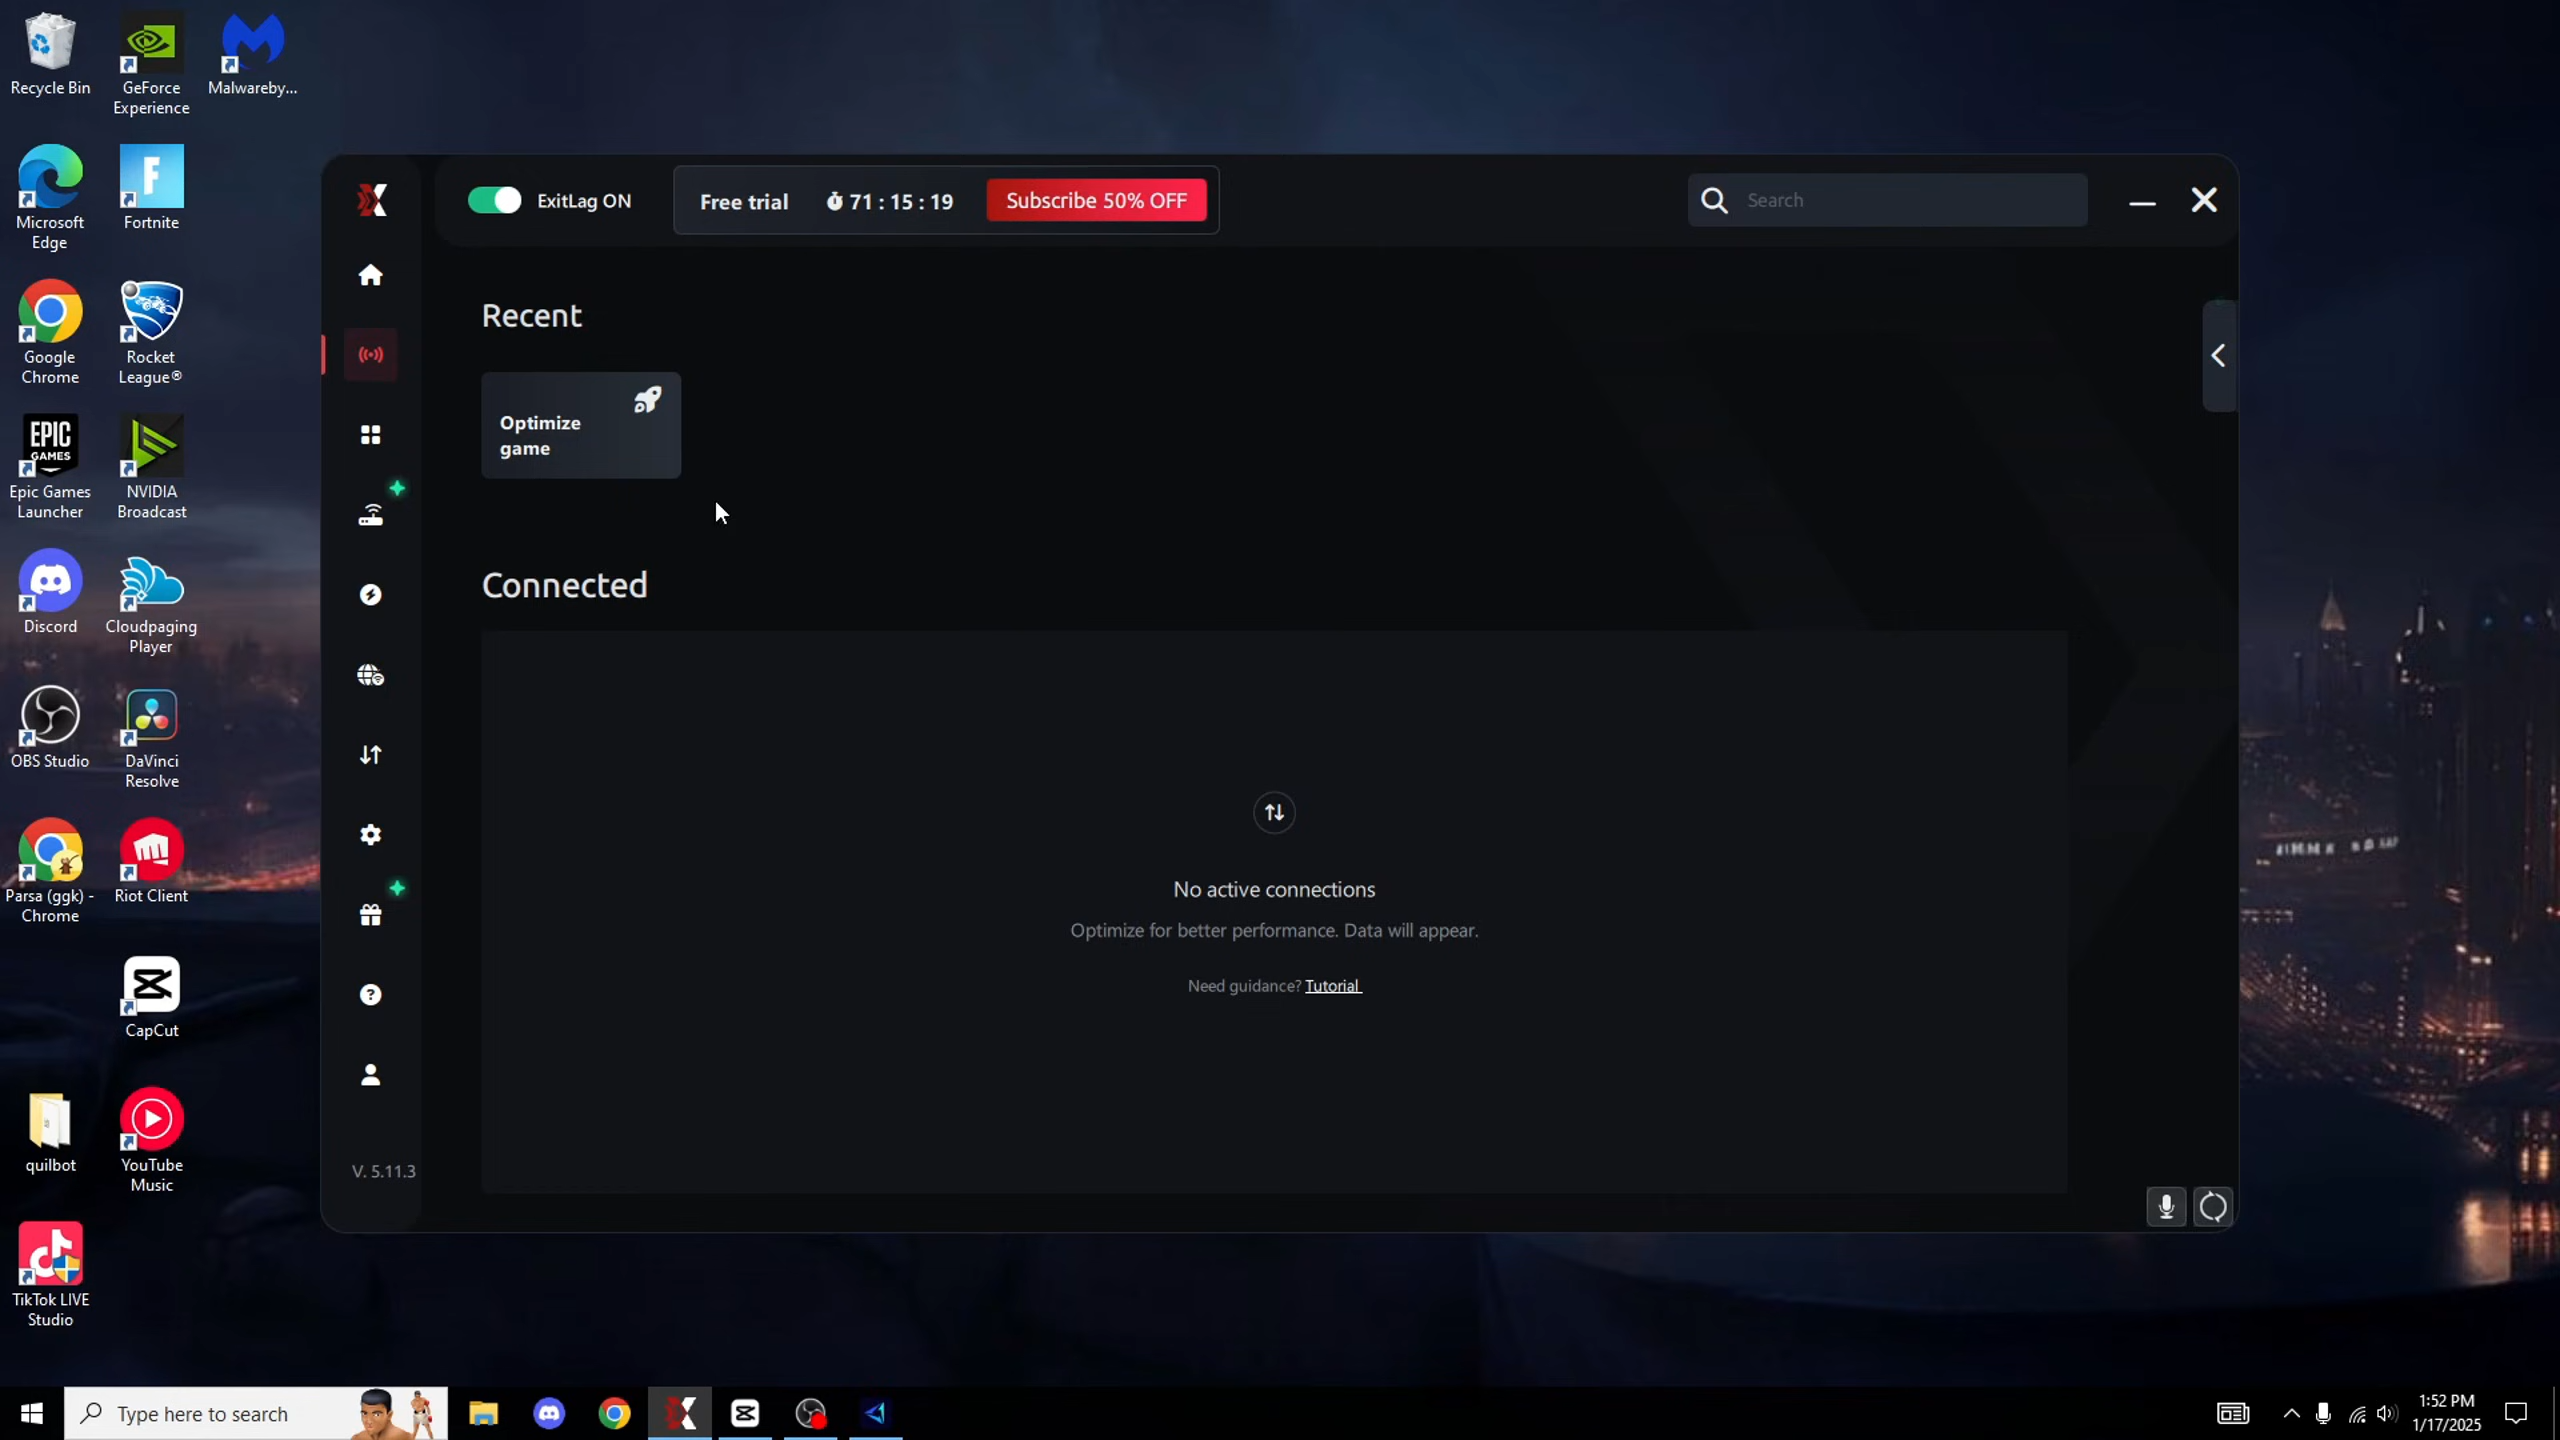 Recycle Bin
GeForce
Experience
Malwareby...
Microsoft
Edge
Fortnite
Google
Chrome
Rocket
League®
EPIC
GAMES
Epic Games
Launcher
NVIDIA
Broadcast
Discord
Cloudpaging
Player
OBS Studio
DaVinci
Resolve
Parsa (ggk) -
Chrome
Riot Client
CapCut
quilbot
YouTube
Music
TikTok LIVE
Studio
ExitLag ON
Free trial
71 : 15 : 19
Subscribe 50% OFF
Search
Recent
Optimize
game
Connected
No active connections
Optimize for better performance. Data will appear.
Need guidance? Tutorial
V. 5.11.3
Type here to search
1:52 PM
1/17/2025